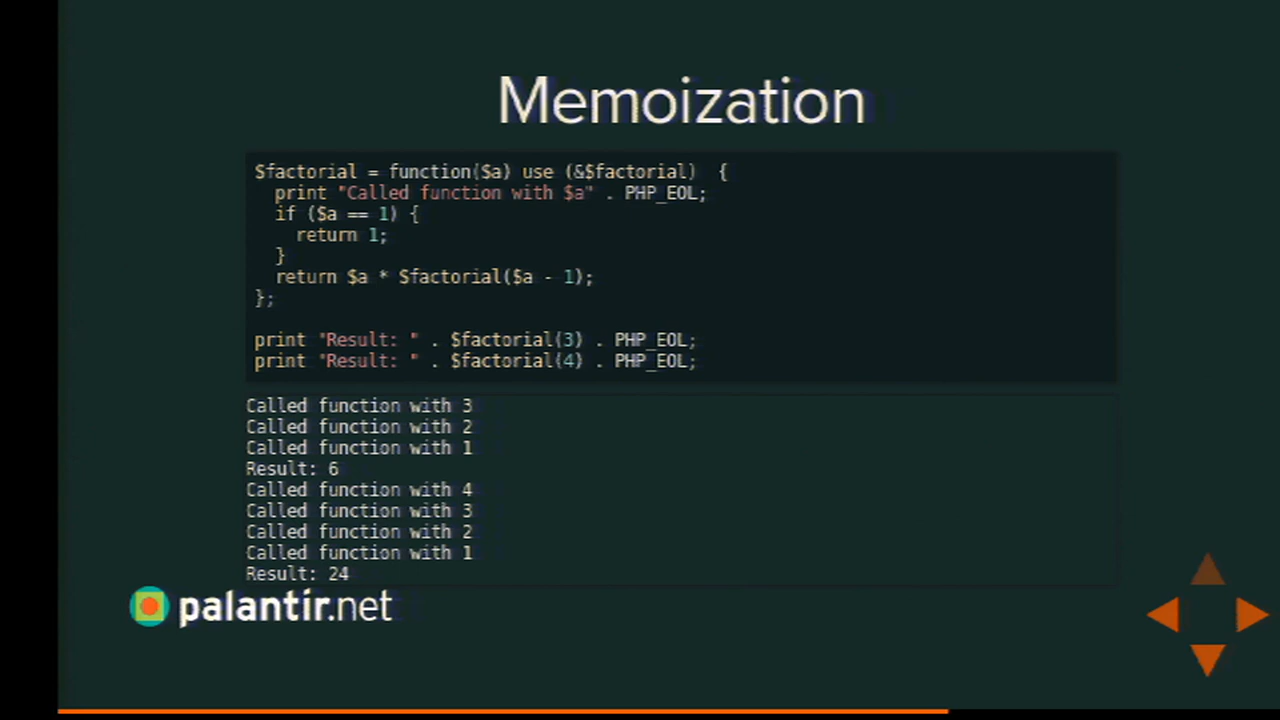 Memoization
$factorial = function($a) use (&$factorial)  {
  print "Called function with $a" . PHP_EOL;
  if ($a == 1) {
    return 1;
  }
  return $a * $factorial($a - 1);
};

print "Result: " . $factorial(3) . PHP_EOL;
print "Result: " . $factorial(4) . PHP_EOL;
Called function with 3
Called function with 2
Called function with 1
Result: 6
Called function with 4
Called function with 3
Called function with 2
Called function with 1
Result: 24
palantir.net